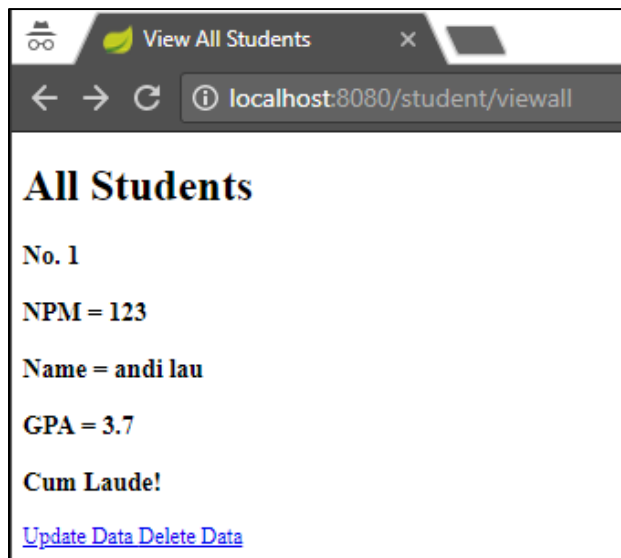 View All Students
localhost:8080/student/viewall
All Students
No. 1
NPM = 123
Name = andi lau
GPA = 3.7
Cum Laude!
Update Data Delete Data